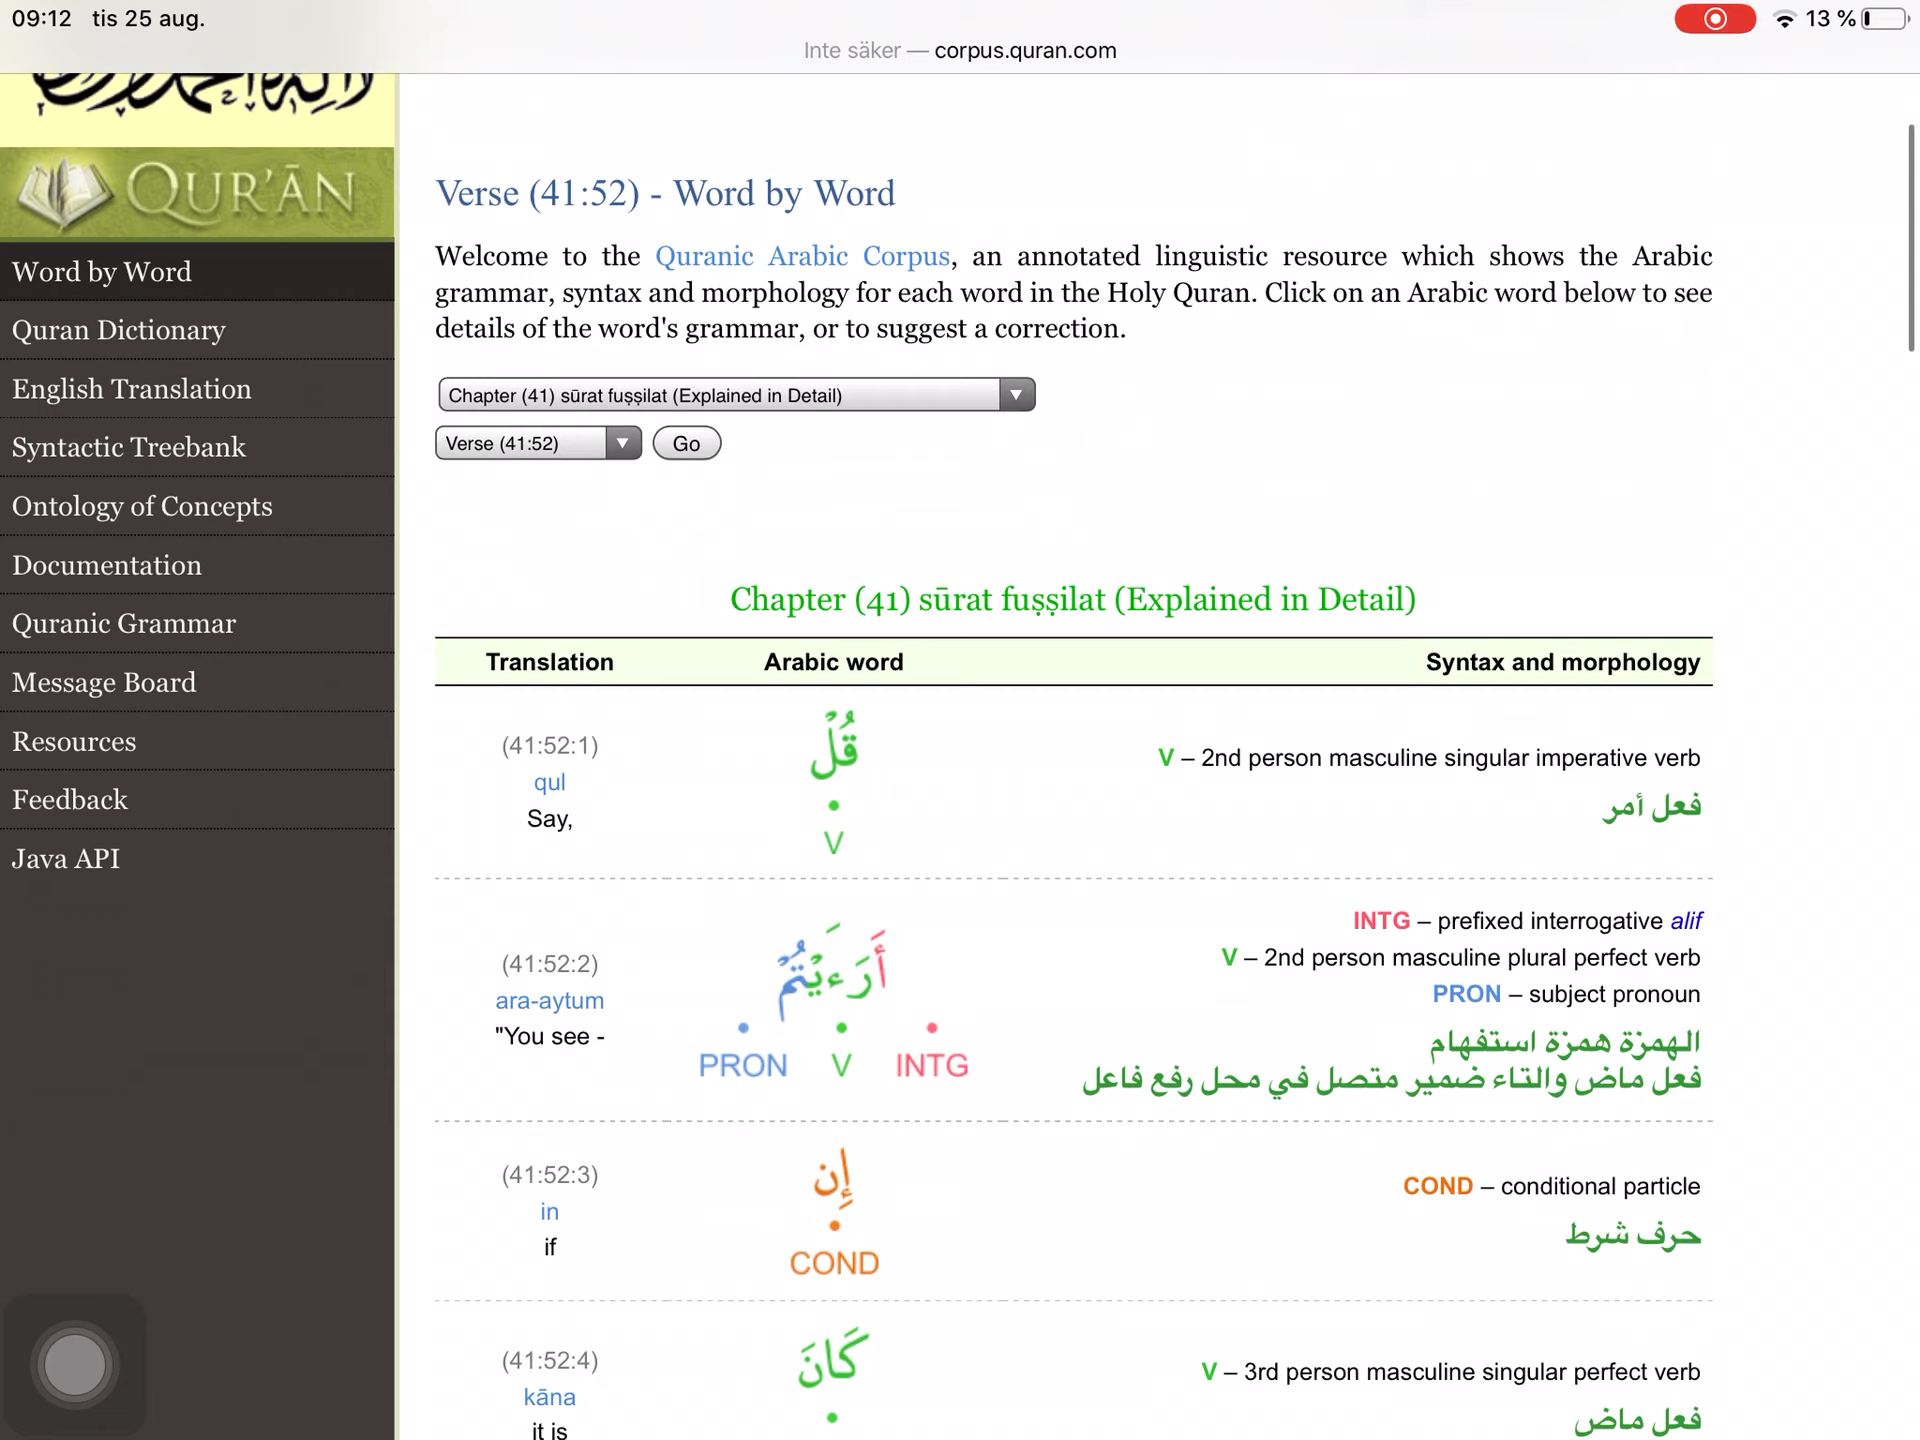 09:12 tis 25 aug.
13 %
Inte säker — corpus.quran.com
QUR'ĀN
Word by Word
Quran Dictionary
English Translation
Syntactic Treebank
Ontology of Concepts
Documentation
Quranic Grammar
Message Board
Resources
Feedback
Java API
Verse (41:52) - Word by Word
Welcome to the Quranic Arabic Corpus, an annotated linguistic resource which shows the Arabic
grammar, syntax and morphology for each word in the Holy Quran. Click on an Arabic word below to see
details of the word's grammar, or to suggest a correction.
Chapter (41) sūrat fuṣṣilat (Explained in Detail)
Verse (41:52) Go
Chapter (41) sūrat fuṣṣilat (Explained in Detail)
Translation Arabic word Syntax and morphology
(41:52:1)
qul
Say,
قُلْ
V
V – 2nd person masculine singular imperative verb
فعل أمر
(41:52:2)
ara-aytum
"You see -
أَرَءَيْتُمْ
PRON V INTG
INTG – prefixed interrogative alif
V – 2nd person masculine plural perfect verb
PRON – subject pronoun
الهمزة همزة استفهام
فعل ماض والتاء ضمير متصل في محل رفع فاعل
(41:52:3)
in
if
إِن
COND
COND – conditional particle
حرف شرط
(41:52:4)
kāna
it is
كَانَ
V – 3rd person masculine singular perfect verb
فعل ماض